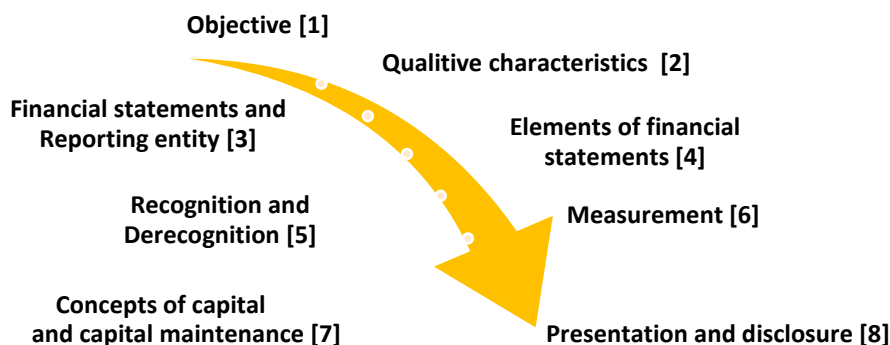 Objective [1]
Qualitive characteristics [2]
Financial statements and
Reporting entity [3]
Elements of financial
statements [4]
Recognition and
Derecognition [5]
Measurement [6]
Concepts of capital
and capital maintenance [7]
Presentation and disclosure [8]